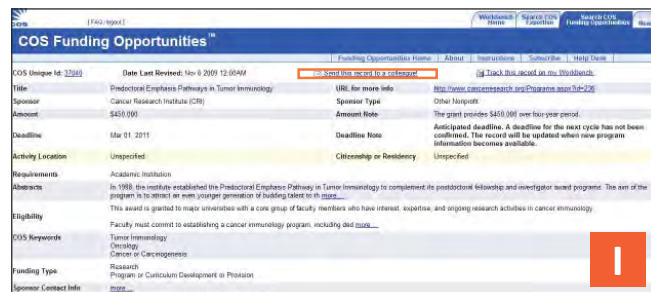 COS [FAQ /logout] Workbench Home Search COS Expertise Search COS Funding Opportunities
COS Funding Opportunities™
Funding Opportunities Home | About | Instructions | Subscribe | Help Desk
COS Unique Id: 37040 Date Last Revised: Nov 6 2009 12:00AM Send this record to a colleague! Track this record on my Workbench.
Title Predoctoral Emphasis Pathways in Tumor Immunology URL for more info http://www.cancerresearch.org/Programs.aspx?id=236
Sponsor Cancer Research Institute (CRI) Sponsor Type Other Nonprofit
Amount $450,000 Amount Note The grant provides $450,000 over four-year period.
Deadline Mar 01, 2011 Deadline Note Anticipated deadline. A deadline for the next cycle has not been
confirmed. The record will be updated when new program
information becomes available.
Activity Location Unspecified Citizenship or Residency Unspecified
Requirements Academic Institution
Abstracts In 1988, the institute established the Predoctoral Emphasis Pathway in Tumor Immunology to complement its postdoctoral fellowship and investigator award programs. The aim of the
program is to attract an even younger generation of budding talent to th more...
Eligibility This award is granted to major universities with a core group of faculty members who have interest, expertise, and ongoing research activities in cancer immunology.
Faculty must commit to establishing a cancer immunology program, including ded more...
COS Keywords Tumor Immunology
Oncology
Cancer or Carcinogenesis
Funding Type Research
Program or Curriculum Development or Provision
Sponsor Contact Info more...
I